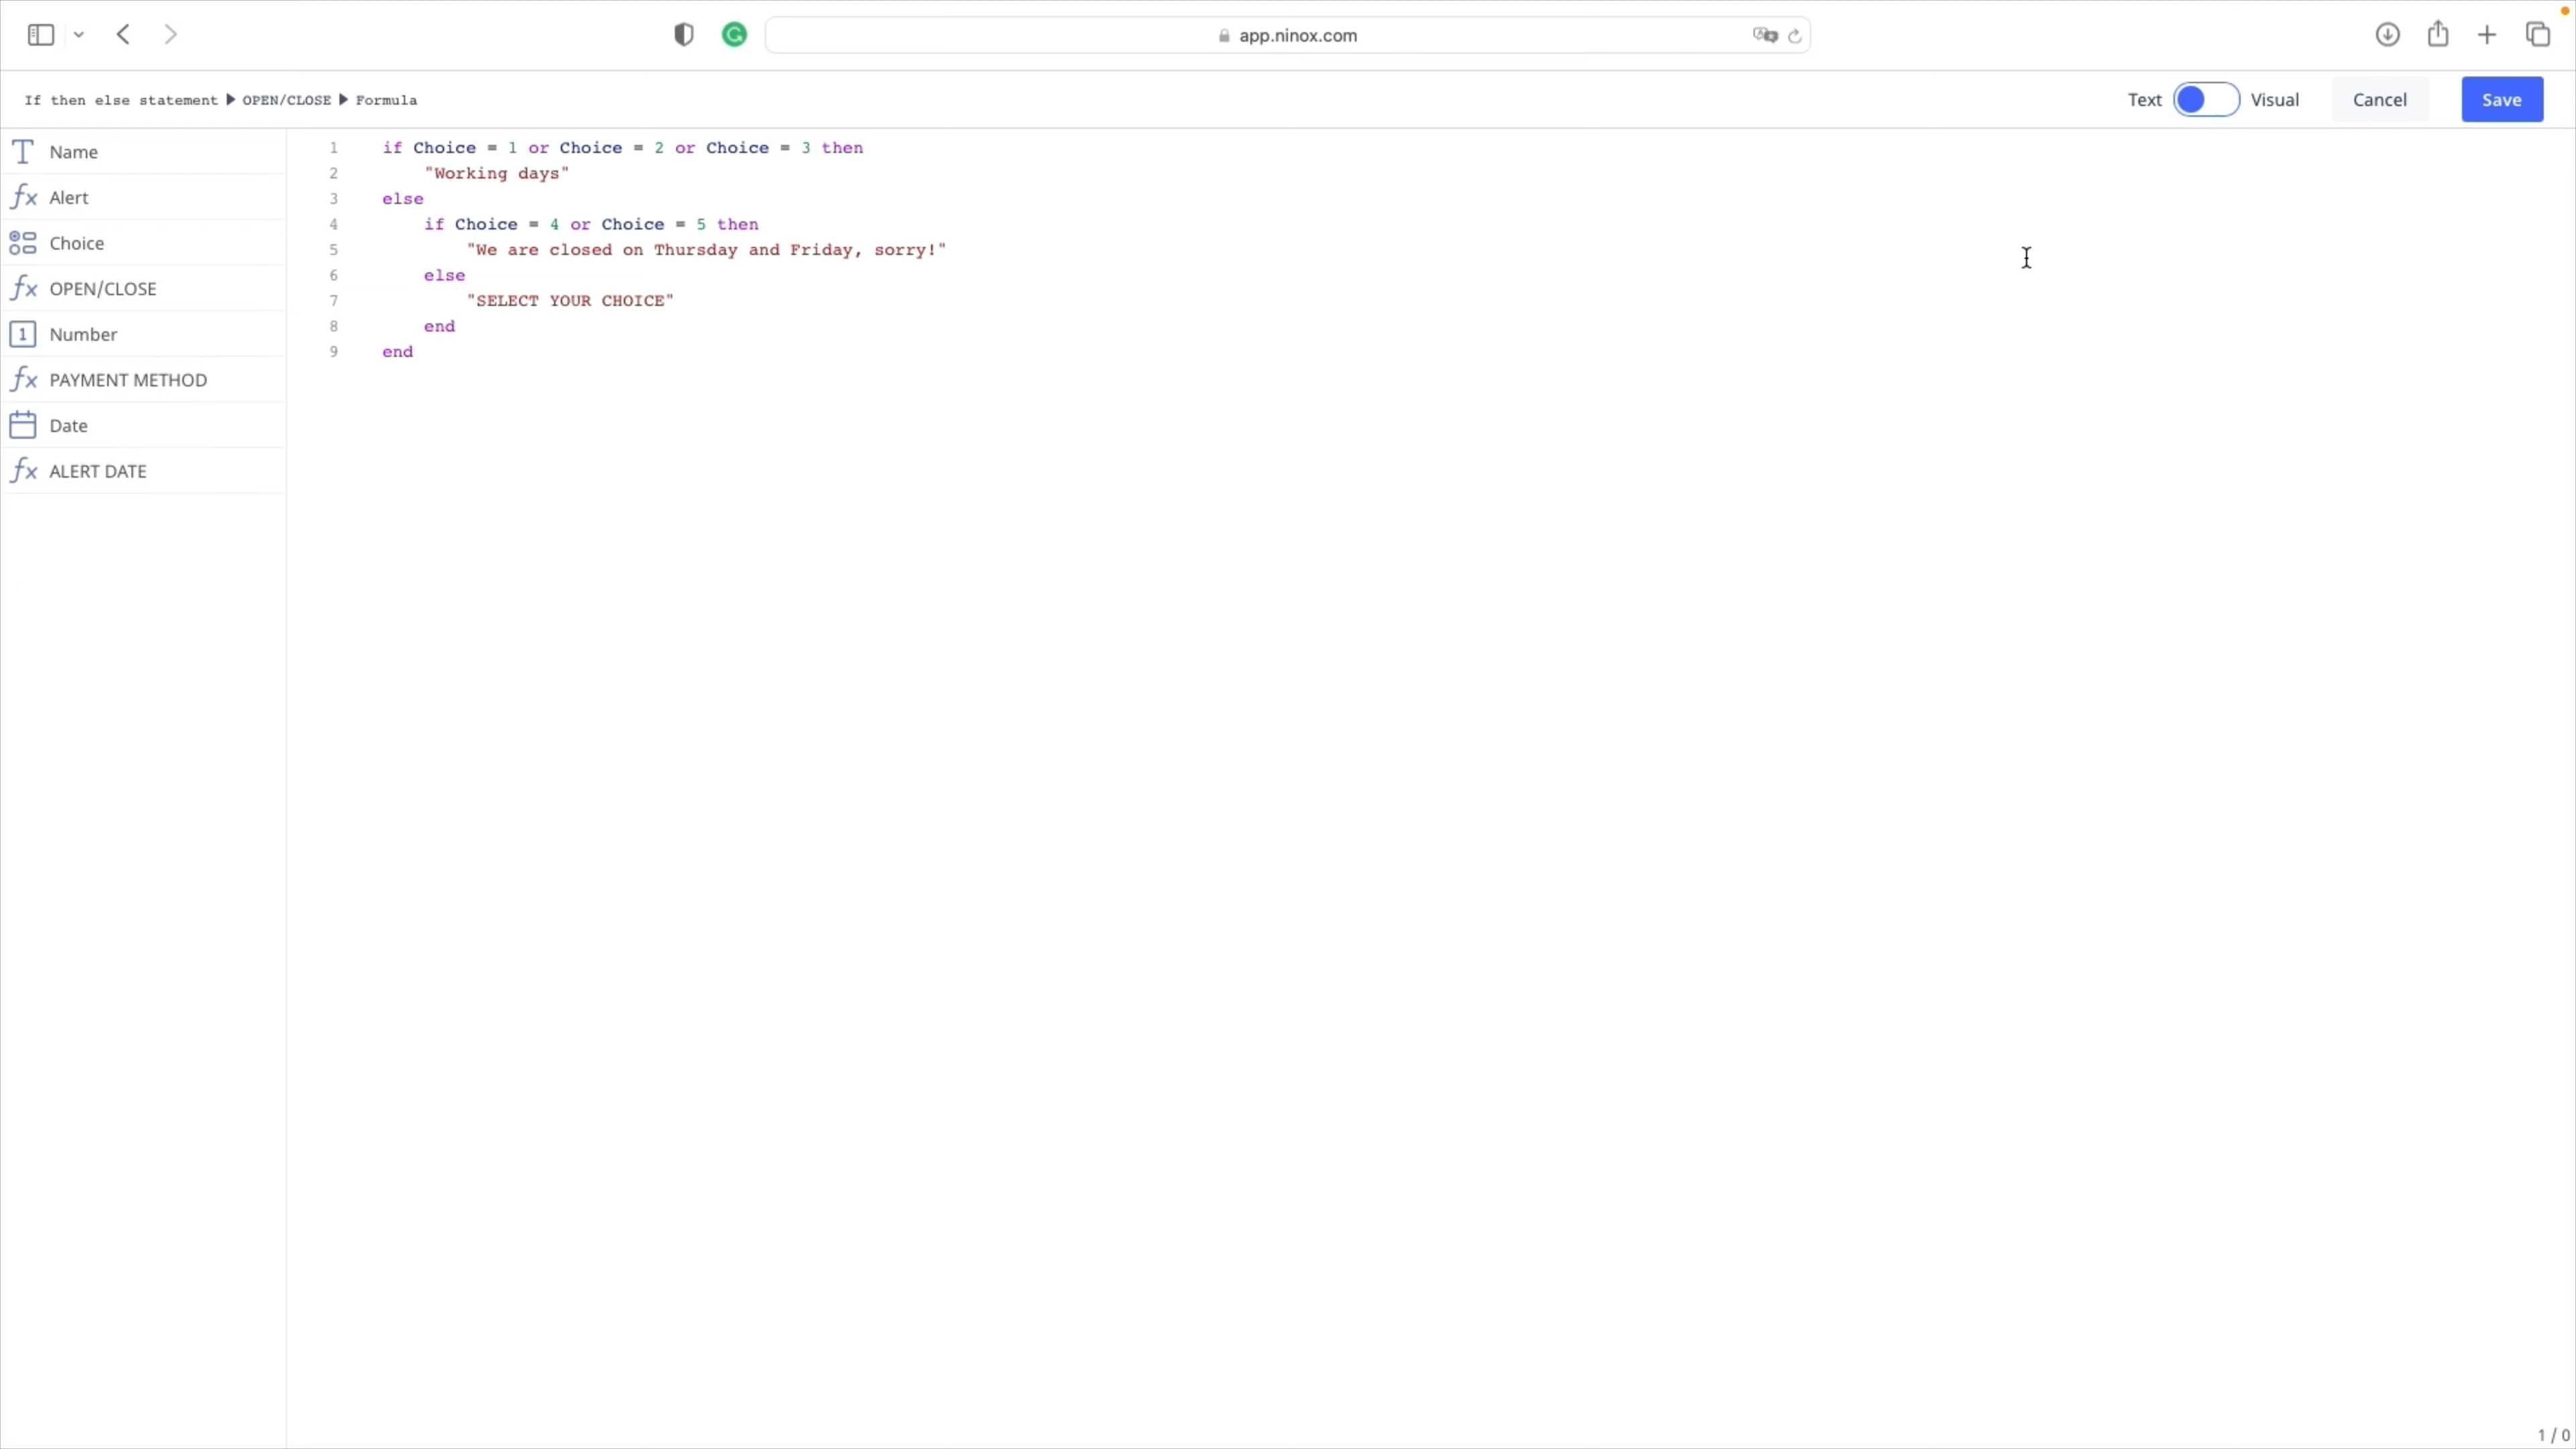 app.ninox.com
If then else statement ▶ OPEN/CLOSE ▶ Formula
Text Visual Cancel Save
Name
Alert
Choice
OPEN/CLOSE
Number
PAYMENT METHOD
Date
ALERT DATE
1 if Choice = 1 or Choice = 2 or Choice = 3 then
2 "Working days"
3 else
4 if Choice = 4 or Choice = 5 then
5 "We are closed on Thursday and Friday, sorry!"
6 else
7 "SELECT YOUR CHOICE"
8 end
9 end
1 / 0